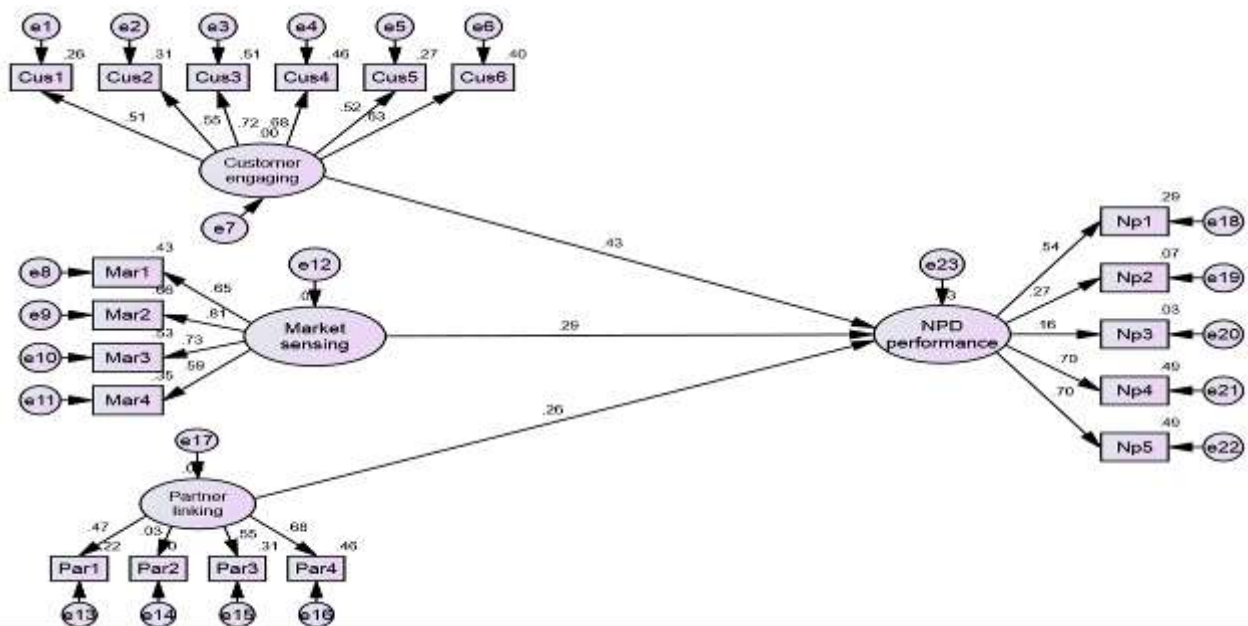 e1 e2 e3 e4 e5 e6
.26 .31 .51 .46 .27 .40
Cus1 Cus2 Cus3 Cus4 Cus5 Cus6
.51 .55 .72 .68 .52 .63
.00
Customer
engaging
e7
.43
e8 Mar1 .43
e9 Mar2 .66
e10 Mar3 .53
e11 Mar4 .35
.65
.81
.73
.59
e12
Market
sensing
.29
e17
Partner
linking
.26
.47 .03 .55 .68
.22 .31 .46
Par1 Par2 Par3 Par4
e13 e14 e15 e16
e23
NPD
performance
.54
.27
.16
.70
.70
.29
Np1 e18
.07
Np2 e19
.03
Np3 e20
.49
Np4 e21
.49
Np5 e22